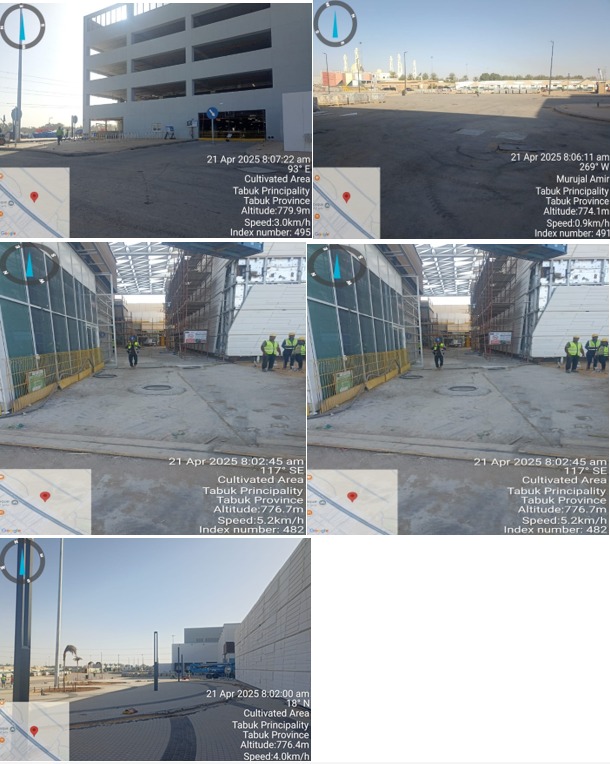 21 Apr 2025 8:07:22 am
93° E
Cultivated Area
Tabuk Principality
Tabuk Province
Altitude:779.9m
Speed:3.0km/h
Index number: 495
21 Apr 2025 8:06:11 am
269° W
Murujal Amir
Tabuk Principality
Tabuk Province
Altitude:774.1m
Speed:0.9km/h
Index number: 491
21 Apr 2025 8:02:45 am
117° SE
Cultivated Area
Tabuk Principality
Tabuk Province
Altitude:776.7m
Speed:5.2km/h
Index number: 482
Google
21 Apr 2025 8:02:45 am
117° SE
Cultivated Area
Tabuk Principality
Tabuk Province
Altitude:776.7m
Speed:5.2km/h
Index number: 482
Google
21 Apr 2025 8:02:00 am
18° N
Cultivated Area
Tabuk Principality
Tabuk Province
Altitude:776.4m
Speed:4.0km/h